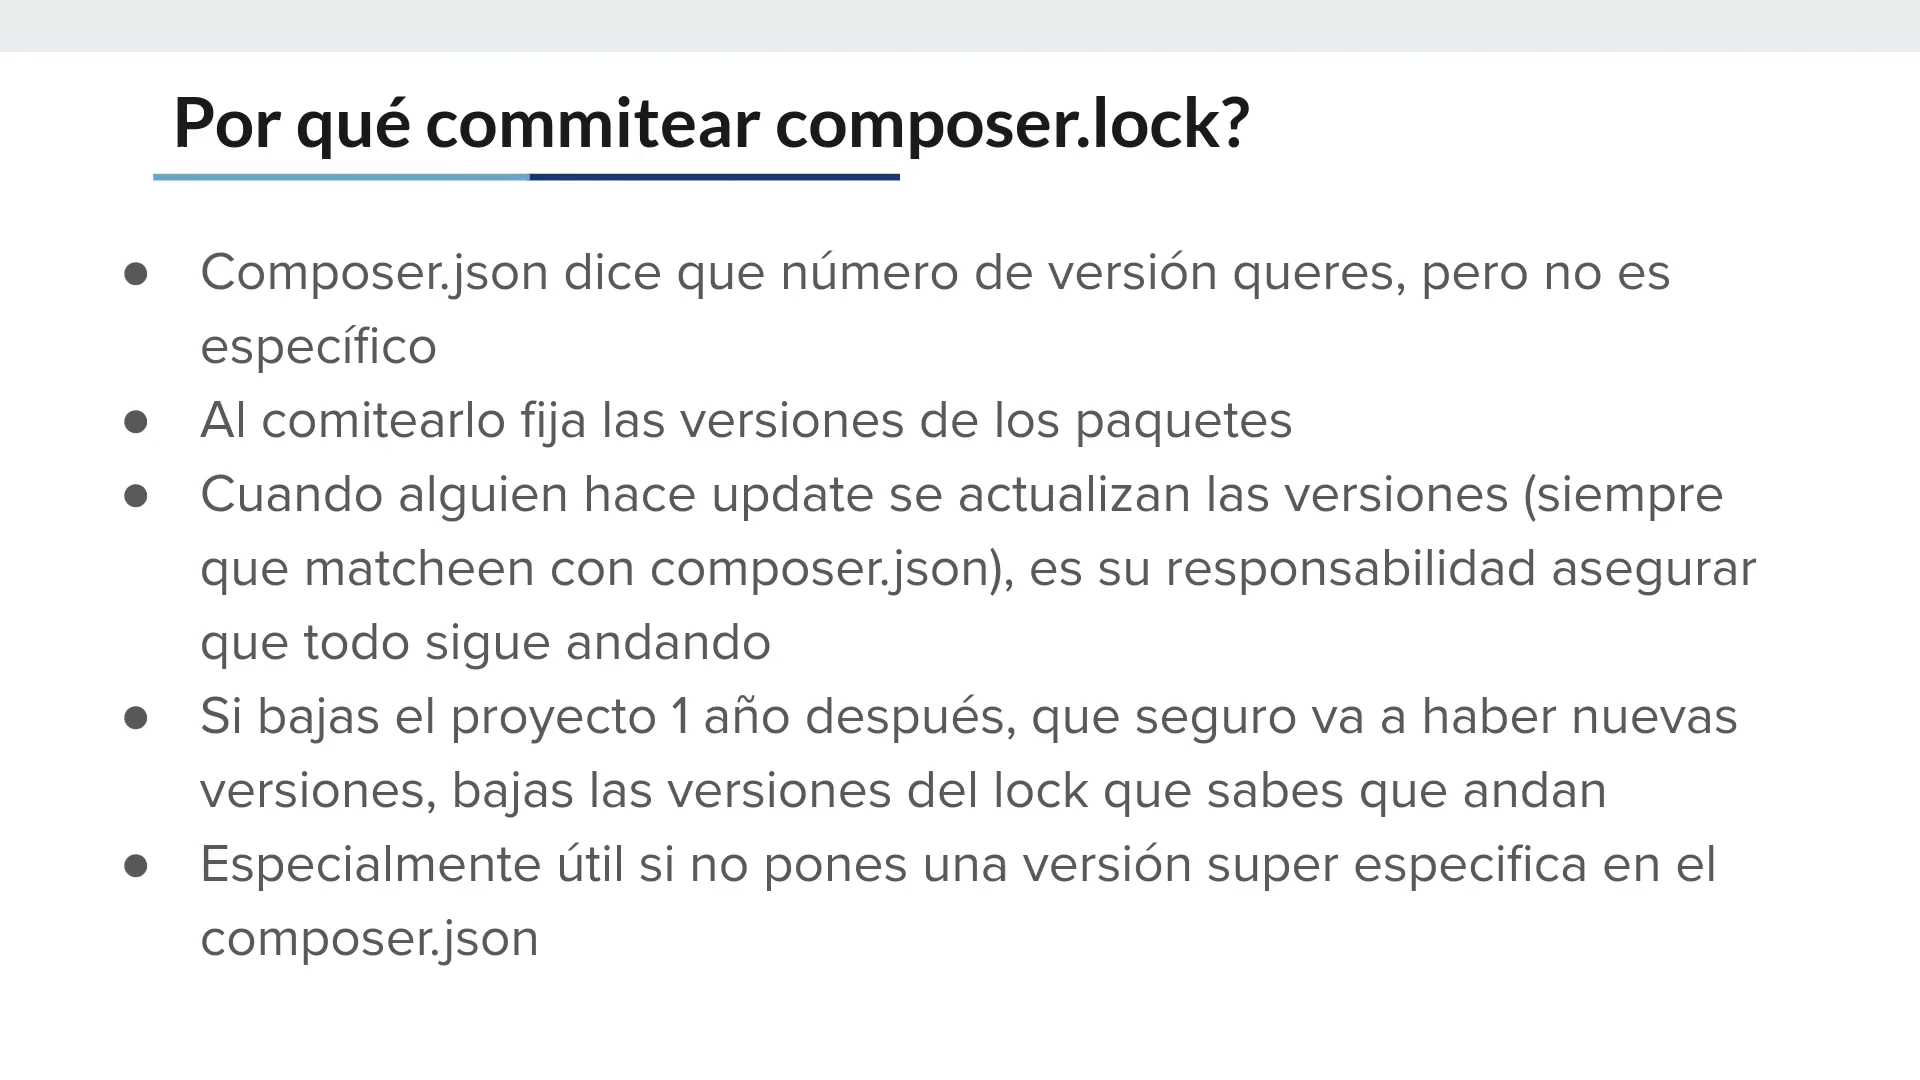 Por qué commitear composer.lock?
● Composer.json dice que número de versión queres, pero no es
específico
● Al comitearlo fija las versiones de los paquetes
● Cuando alguien hace update se actualizan las versiones (siempre
que matcheen con composer.json), es su responsabilidad asegurar
que todo sigue andando
● Si bajas el proyecto 1 año después, que seguro va a haber nuevas
versiones, bajas las versiones del lock que sabes que andan
● Especialmente útil si no pones una versión super especifica en el
composer.json